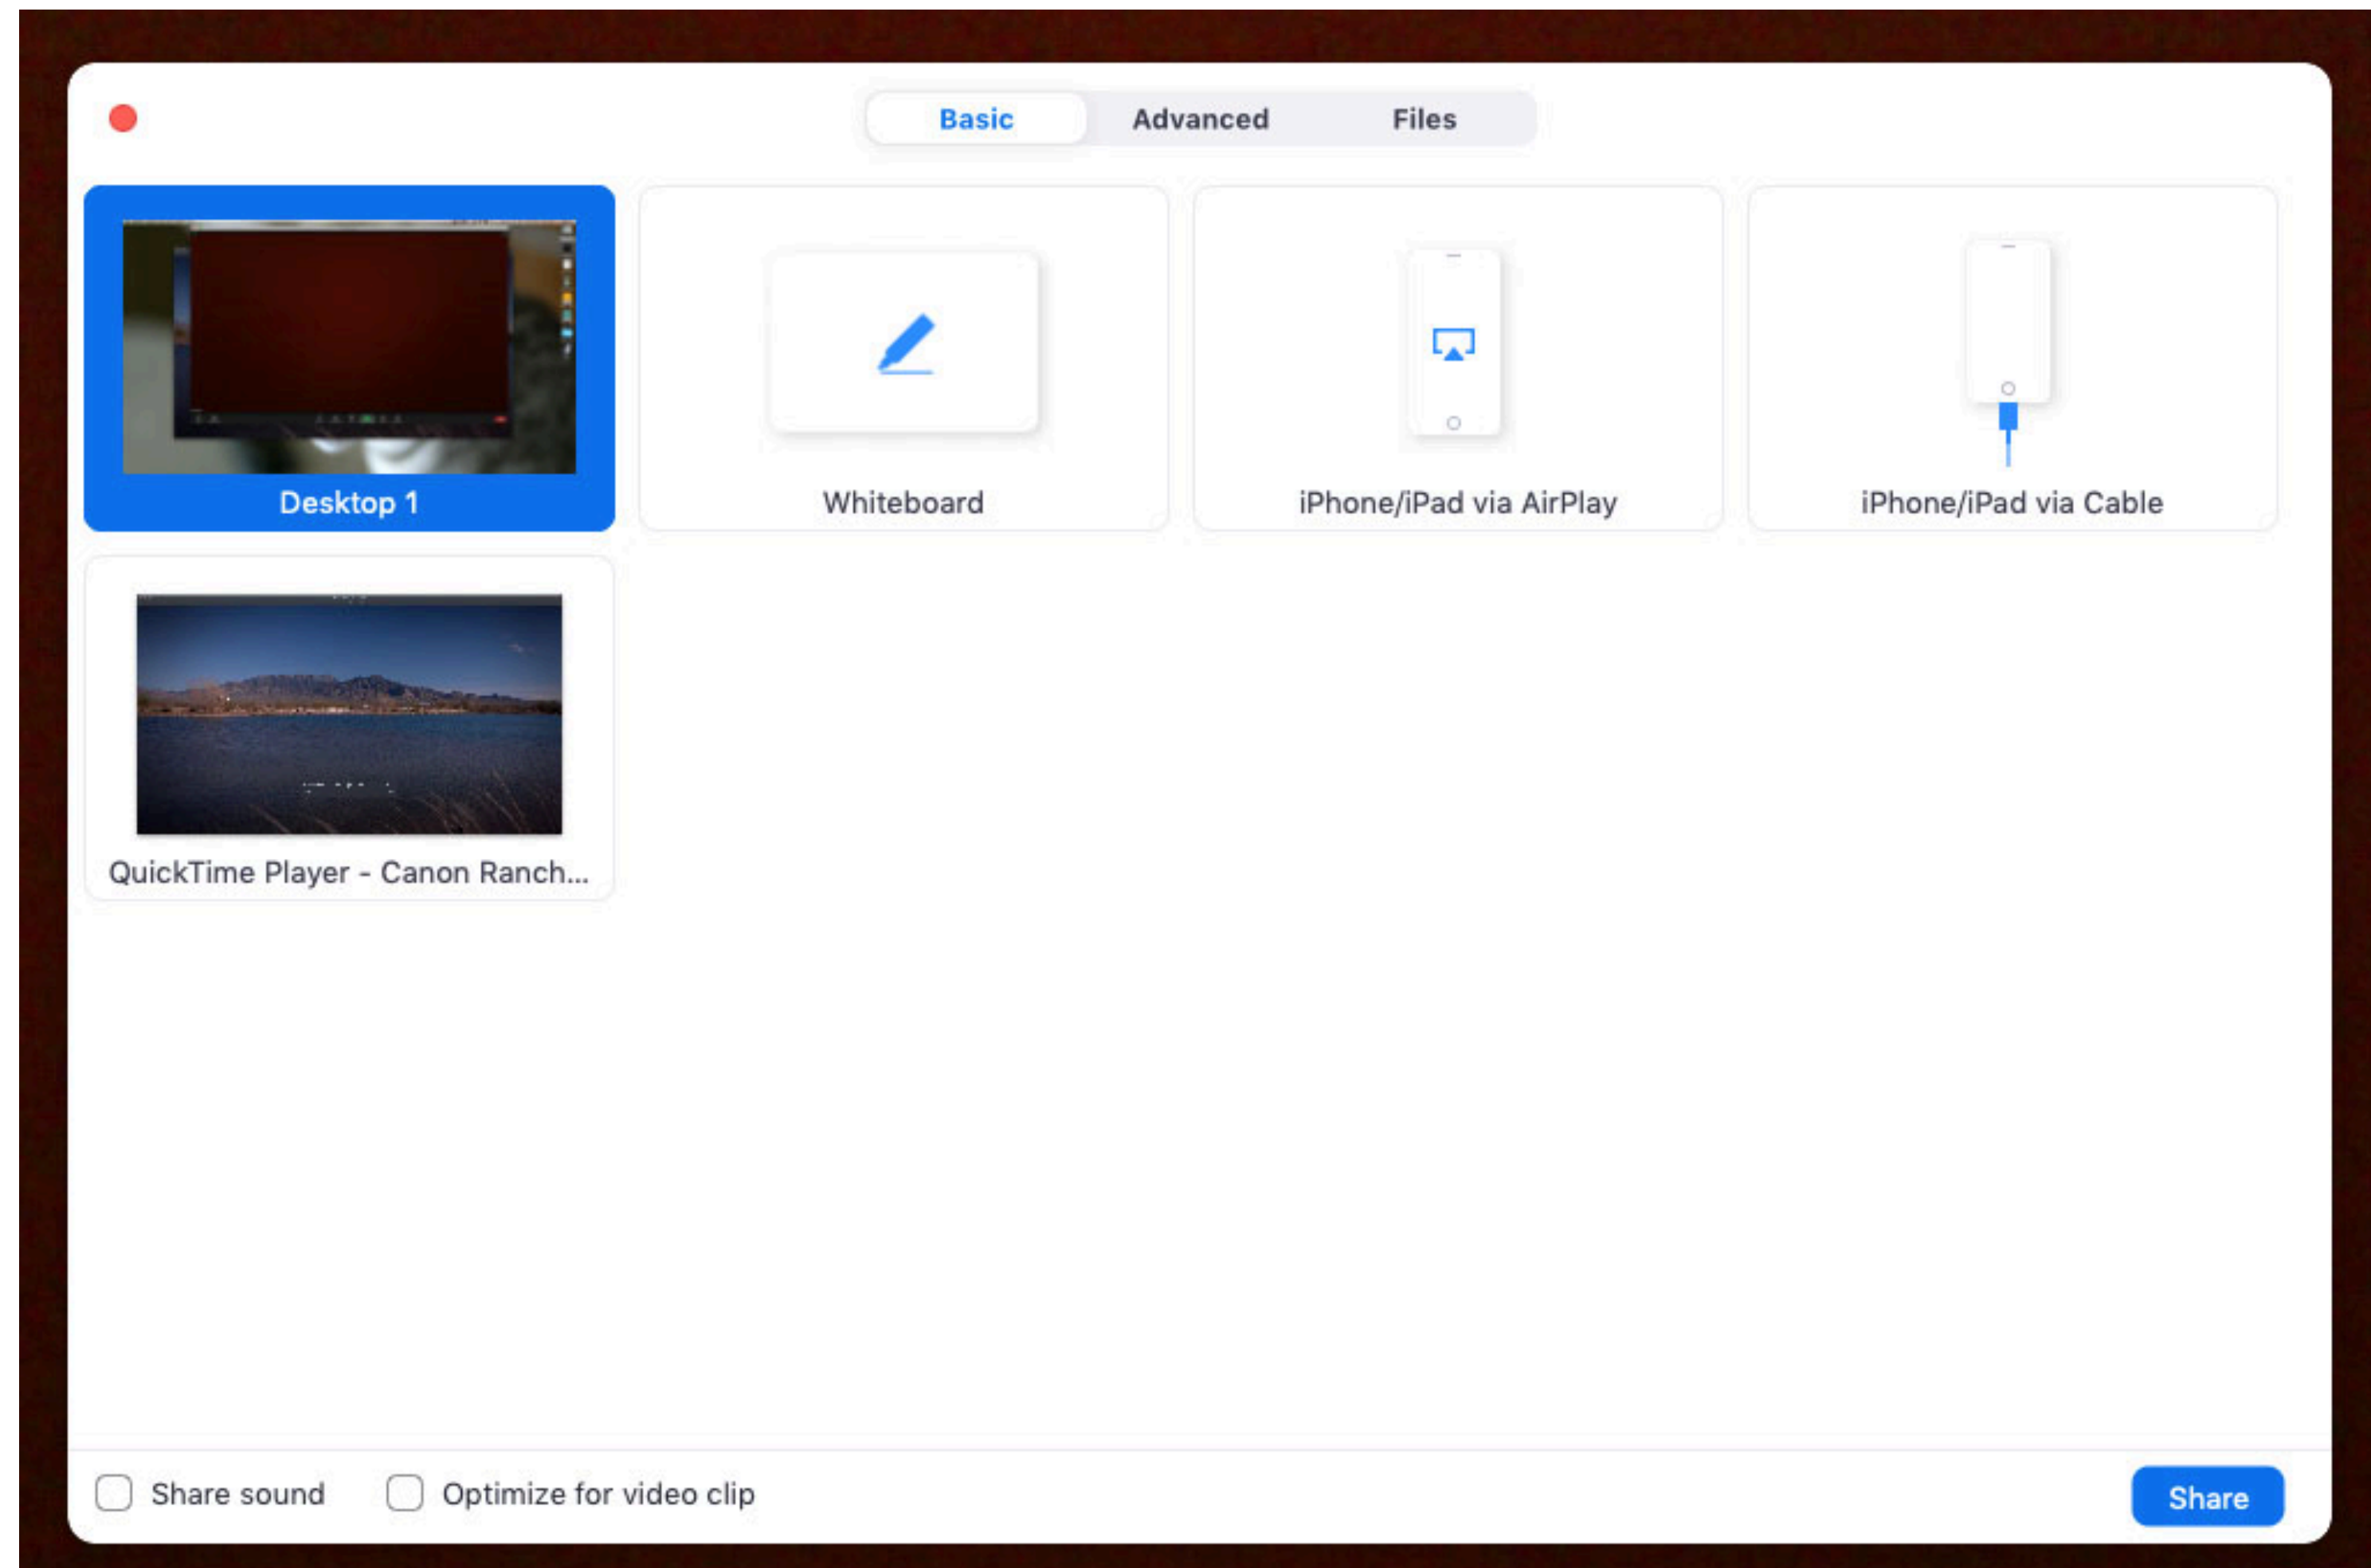 Basic Advanced Files
Desktop 1
Whiteboard
iPhone/iPad via AirPlay
iPhone/iPad via Cable
QuickTime Player - Canon Ranch...
Share sound
Optimize for video clip
Share